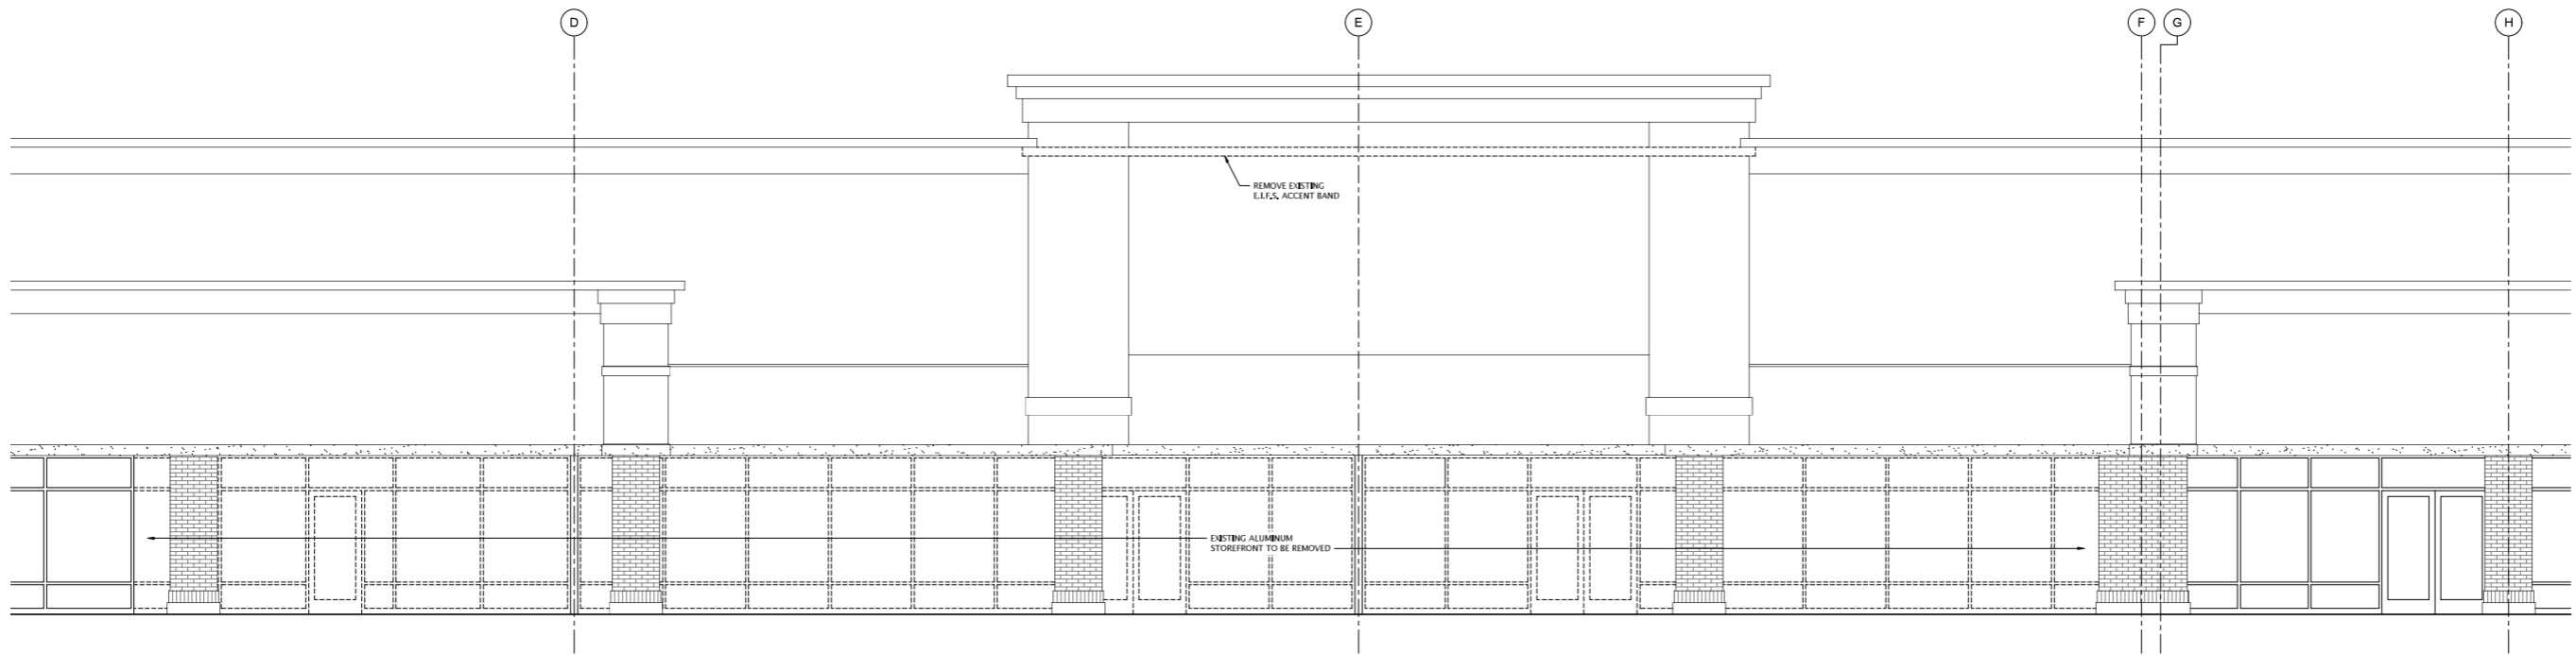 D
E
F
G
H
REMOVE EXISTING
E.I.F.S. ACCENT BAND
EXISTING ALUMINUM
STOREFRONT TO BE REMOVED